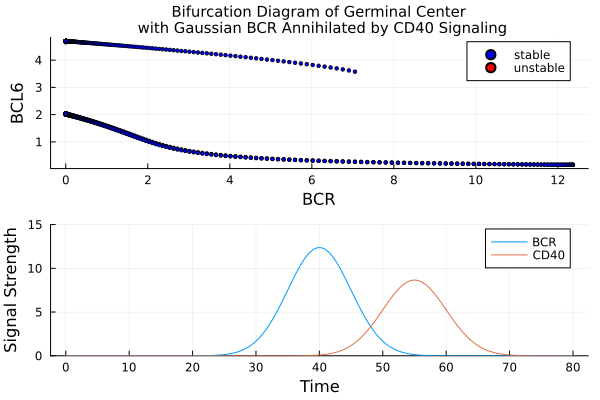 Bifurcation Diagram of Germinal Center
with Gaussian BCR Annihilated by CD40 Signaling
BCL6
4
3
2
1
stable
unstable
0 2 4 6 8 10 12
BCR
Signal Strength
15
10
5
0
BCR
CD40
0 10 20 30 40 50 60 70 80
Time